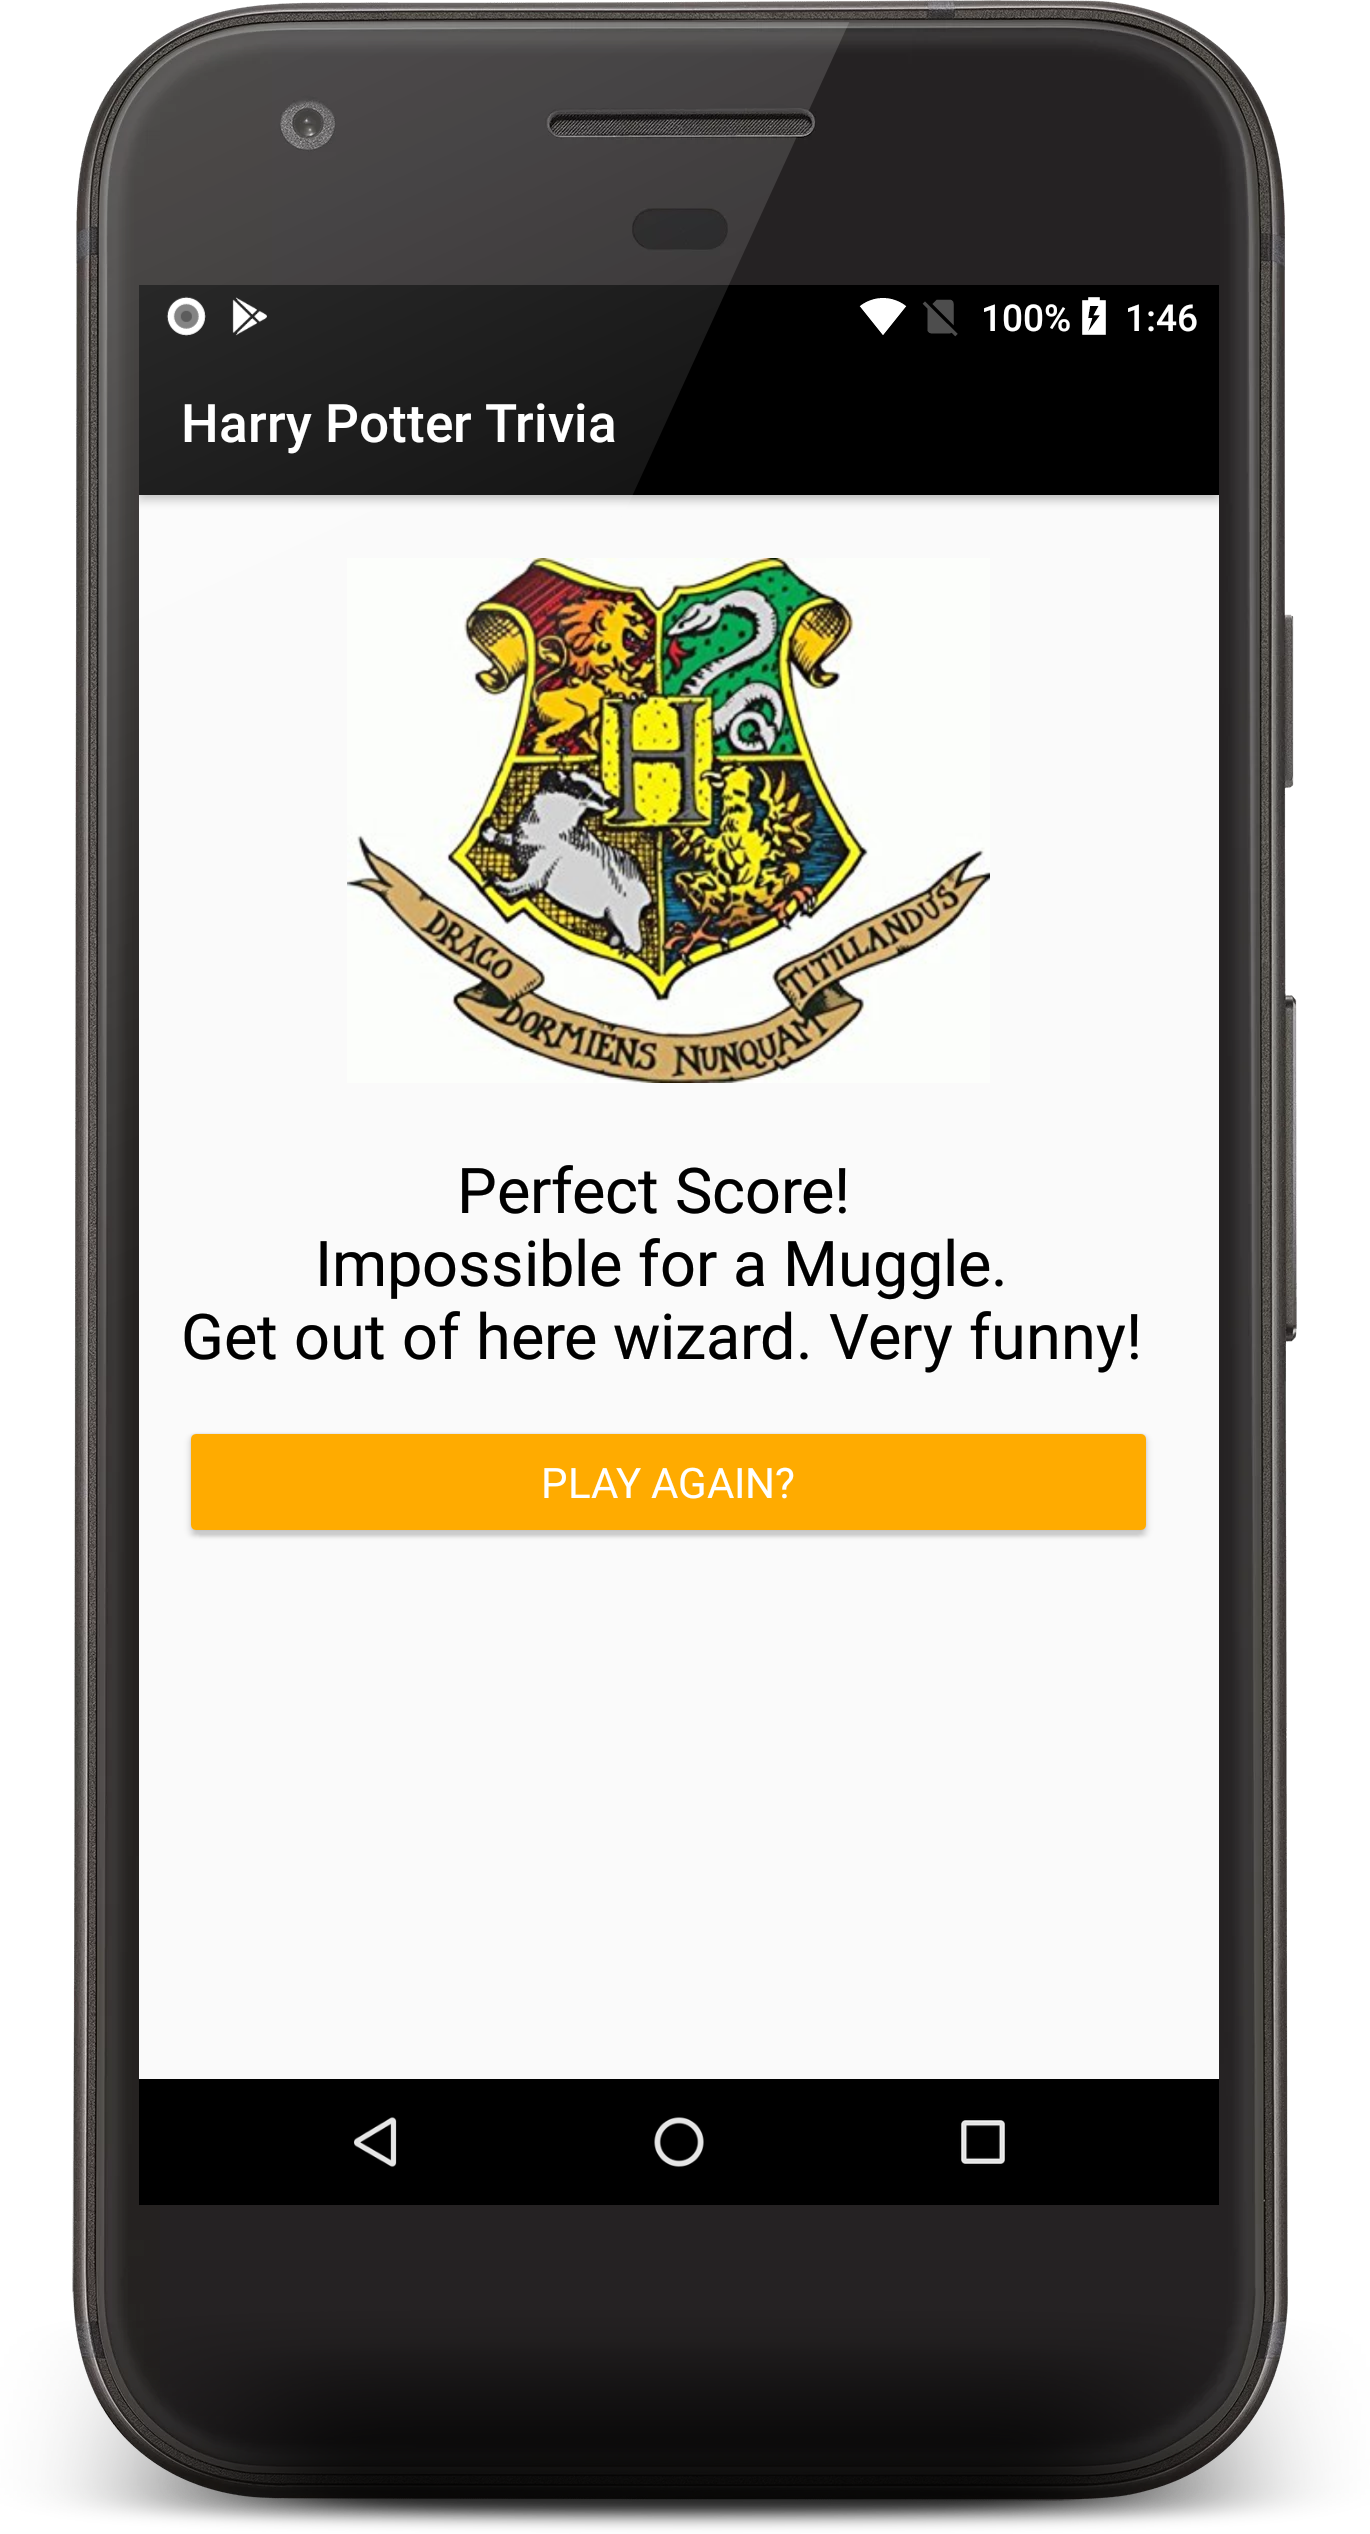 100% 1:46
Harry Potter Trivia
H
DRACO DORMIENS NUNQUAM TITILLANDUS
Perfect Score!
Impossible for a Muggle.
Get out of here wizard. Very funny!
PLAY AGAIN?